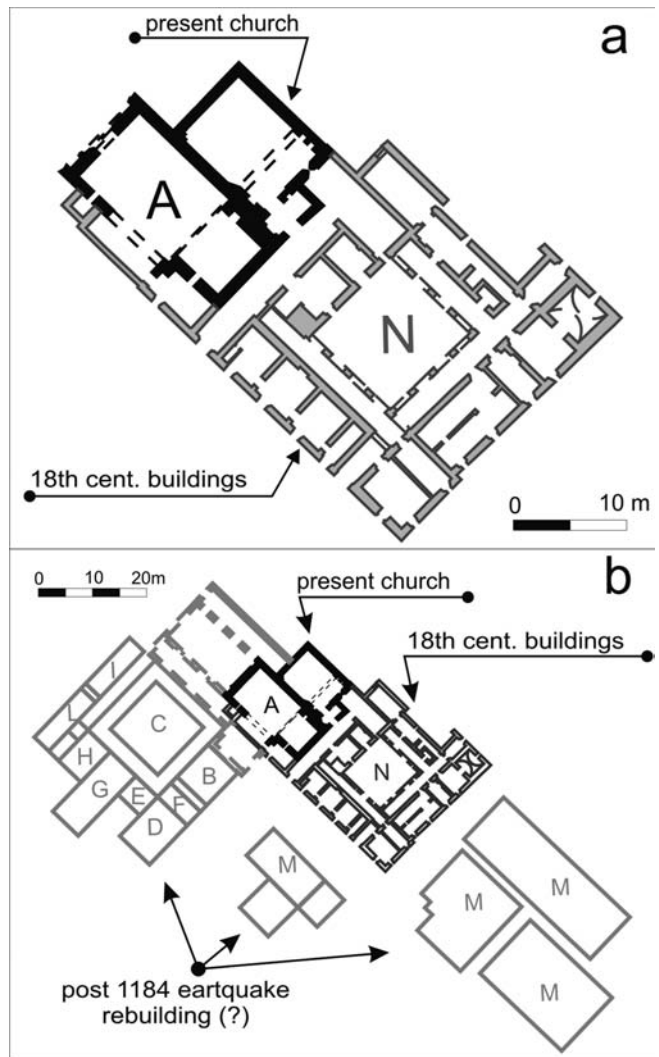 present church
a
A
N
18th cent. buildings
0 10 m
b
0 10 20m
present church
18th cent. buildings
A
N
I
L
C
H
B
G
E
F
D
M
M
M
M
post 1184 eartquake
rebuilding (?)